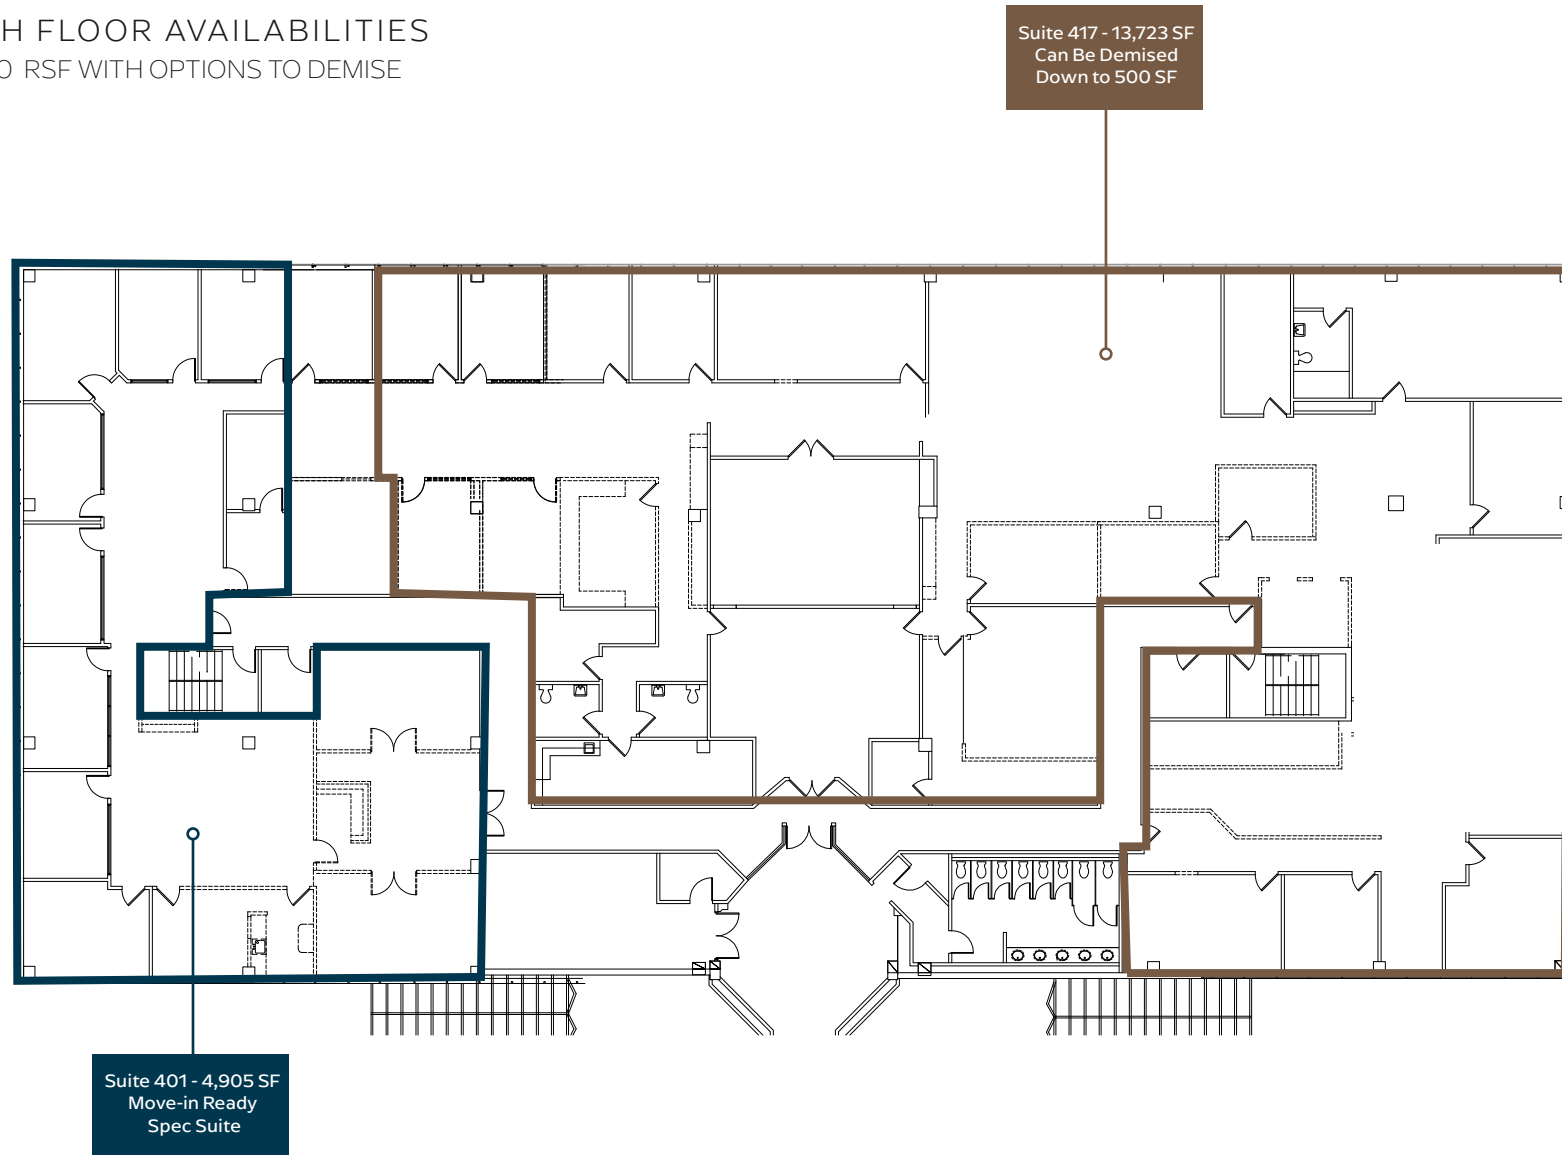 H FLOOR AVAILABILITIES
0 RSF WITH OPTIONS TO DEMISE
Suite 417 - 13,723 SF
Can Be Demised
Down to 500 SF
Suite 401 - 4,905 SF
Move-in Ready
Spec Suite